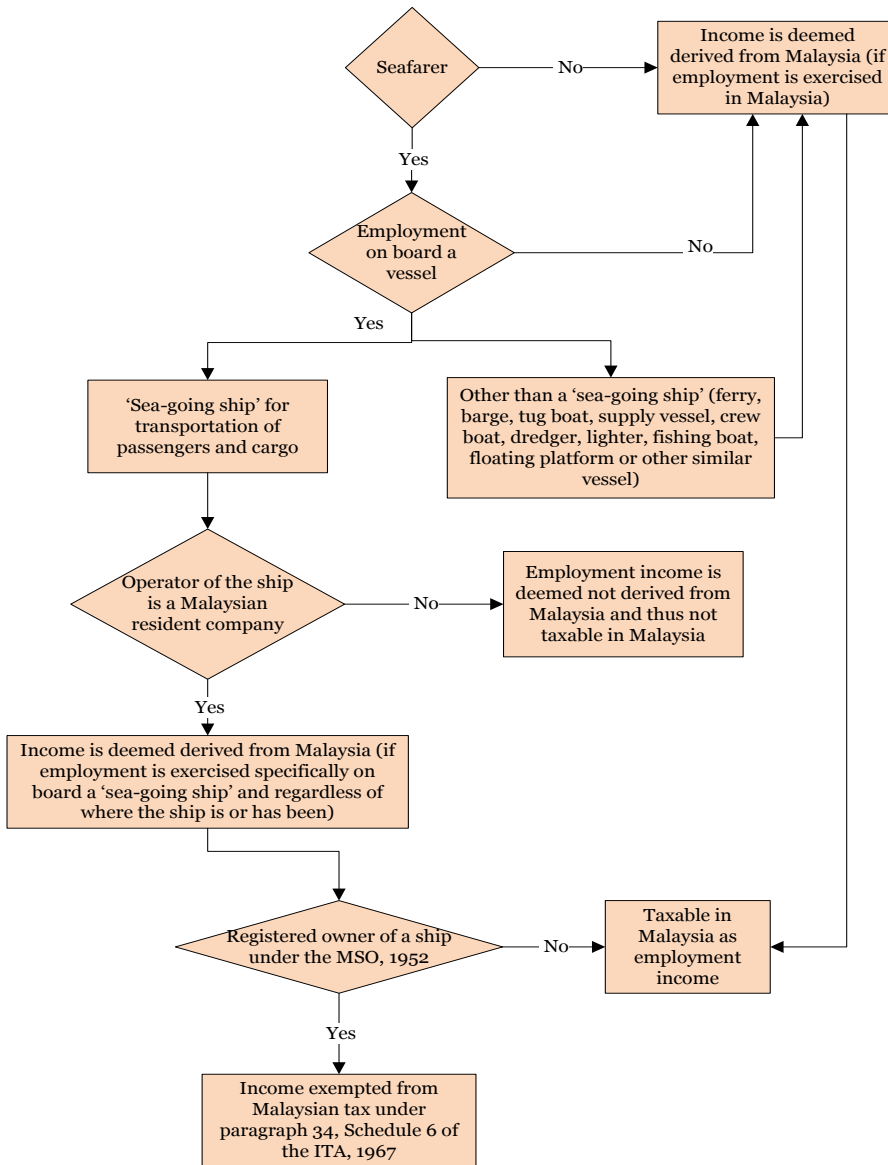 Seafarer
No
Income is deemed
derived from Malaysia (if
employment is exercised
in Malaysia)
Yes
Employment
on board a
vessel
No
Yes
‘Sea-going ship’ for
transportation of
passengers and cargo
Other than a ‘sea-going ship’ (ferry,
barge, tug boat, supply vessel, crew
boat, dredger, lighter, fishing boat,
floating platform or other similar
vessel)
Operator of the ship
is a Malaysian
resident company
No
Employment income is
deemed not derived from
Malaysia and thus not
taxable in Malaysia
Yes
Income is deemed derived from Malaysia (if
employment is exercised specifically on
board a ‘sea-going ship’ and regardless of
where the ship is or has been)
Registered owner of a ship
under the MSO, 1952
No
Taxable in
Malaysia as
employment
income
Yes
Income exempted from
Malaysian tax under
paragraph 34, Schedule 6 of
the ITA, 1967